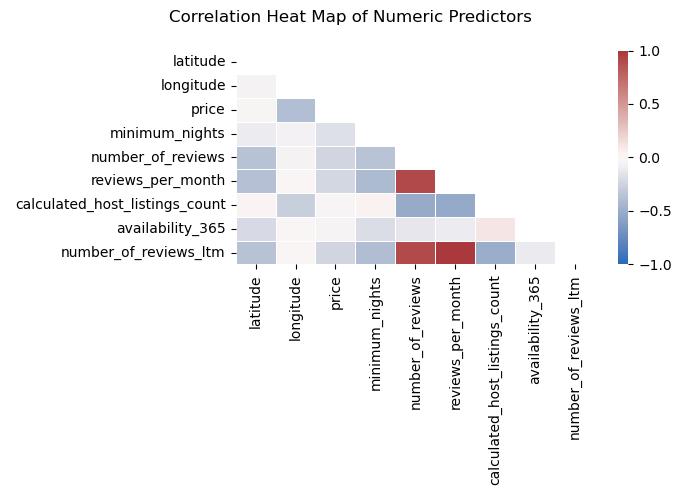 Correlation Heat Map of Numeric Predictors
latitude
longitude
price
minimum_nights
number_of_reviews
reviews_per_month
calculated_host_listings_count
availability_365
number_of_reviews_ltm
latitude
longitude
price
minimum_nights
number_of_reviews
reviews_per_month
calculated_host_listings_count
availability_365
number_of_reviews_ltm
1.0
0.5
0.0
−0.5
−1.0